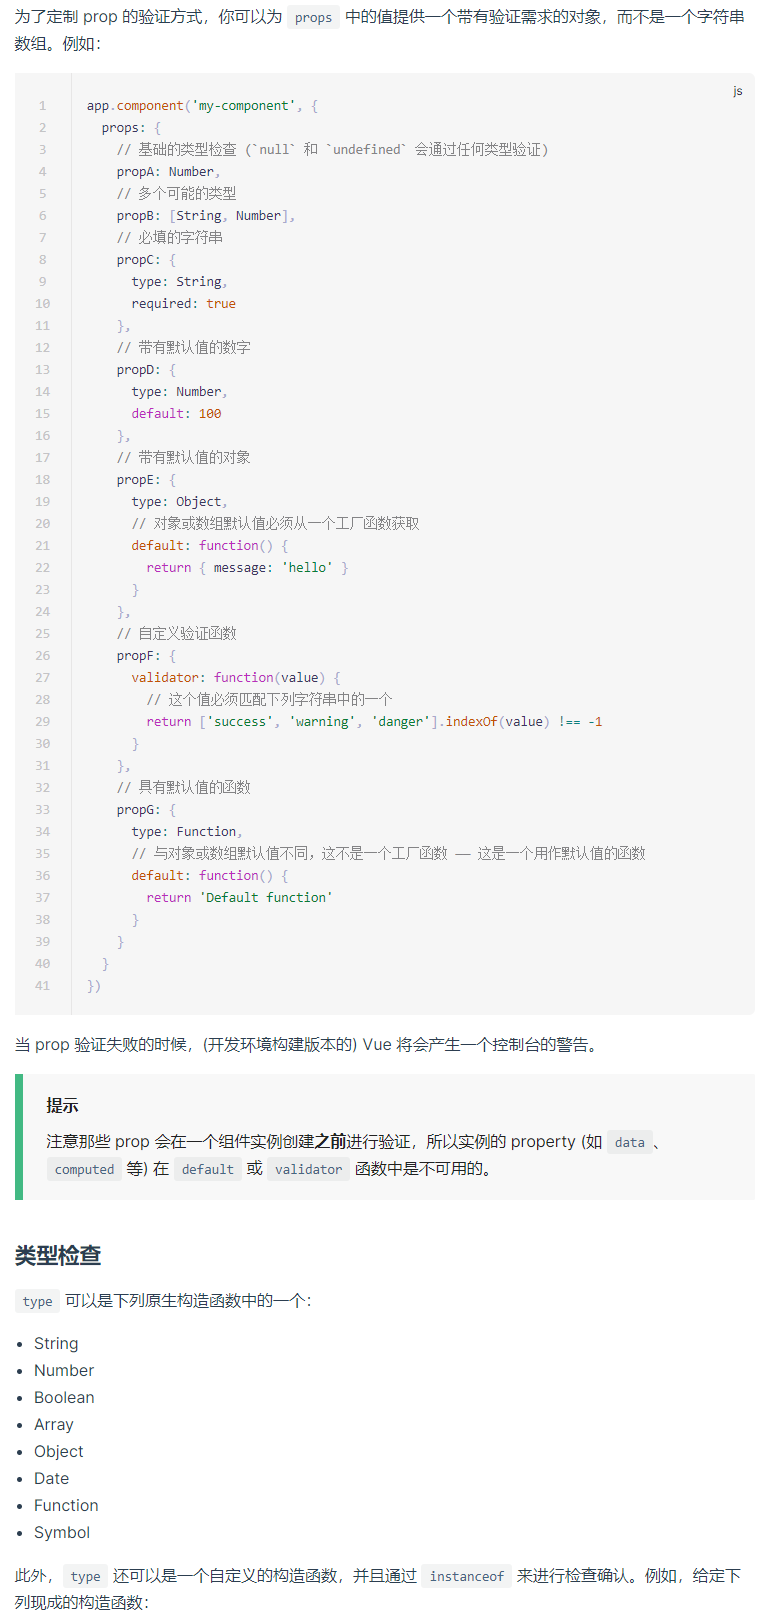 为了定制 prop 的验证方式，你可以为 props 中的值提供一个带有验证需求的对象，而不是一个字符串
数组。例如：
js
1 app.component('my-component', {
2 props: {
3 // 基础的类型检查 (`null` 和 `undefined` 会通过任何类型验证)
4 propA: Number,
5 // 多个可能的类型
6 propB: [String, Number],
7 // 必填的字符串
8 propC: {
9 type: String,
10 required: true
11 },
12 // 带有默认值的数字
13 propD: {
14 type: Number,
15 default: 100
16 },
17 // 带有默认值的对象
18 propE: {
19 type: Object,
20 // 对象或数组默认值必须从一个工厂函数获取
21 default: function() {
22 return { message: 'hello' }
23 }
24 },
25 // 自定义验证函数
26 propF: {
27 validator: function(value) {
28 // 这个值必须匹配下列字符串中的一个
29 return ['success', 'warning', 'danger'].indexOf(value) !== -1
30 }
31 },
32 // 具有默认值的函数
33 propG: {
34 type: Function,
35 // 与对象或数组默认值不同，这不是一个工厂函数 —— 这是一个用作默认值的函数
36 default: function() {
37 return 'Default function'
38 }
39 }
40 }
41 })
当 prop 验证失败的时候，(开发环境构建版本的) Vue 将会产生一个控制台的警告。
提示
注意那些 prop 会在一个组件实例创建之前进行验证，所以实例的 property (如 data、
computed 等) 在 default 或 validator 函数中是不可用的。
类型检查
type 可以是下列原生构造函数中的一个：
• String
• Number
• Boolean
• Array
• Object
• Date
• Function
• Symbol
此外，type 还可以是一个自定义的构造函数，并且通过 instanceof 来进行检查确认。例如，给定下
列现成的构造函数：